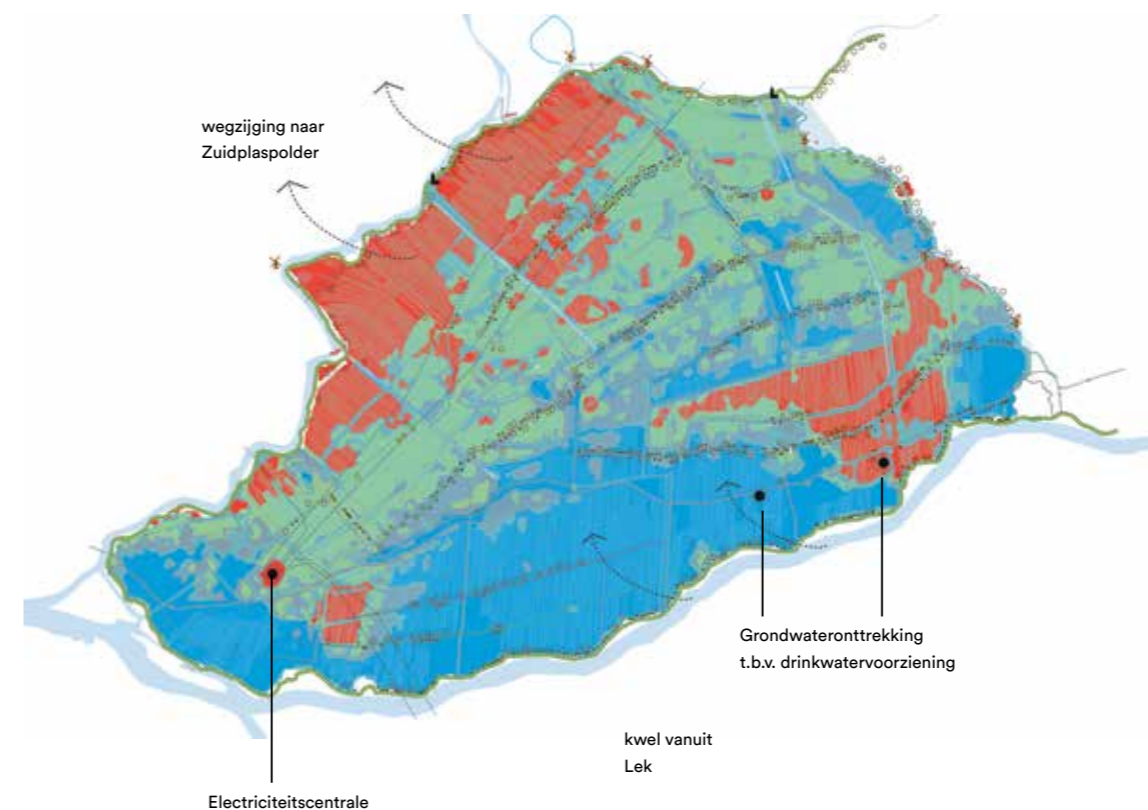 wegzijging naar
Zuidplaspolder
Grondwateronttrekking
t.b.v. drinkwatervoorziening
kwel vanuit
Lek
Electriciteitscentrale